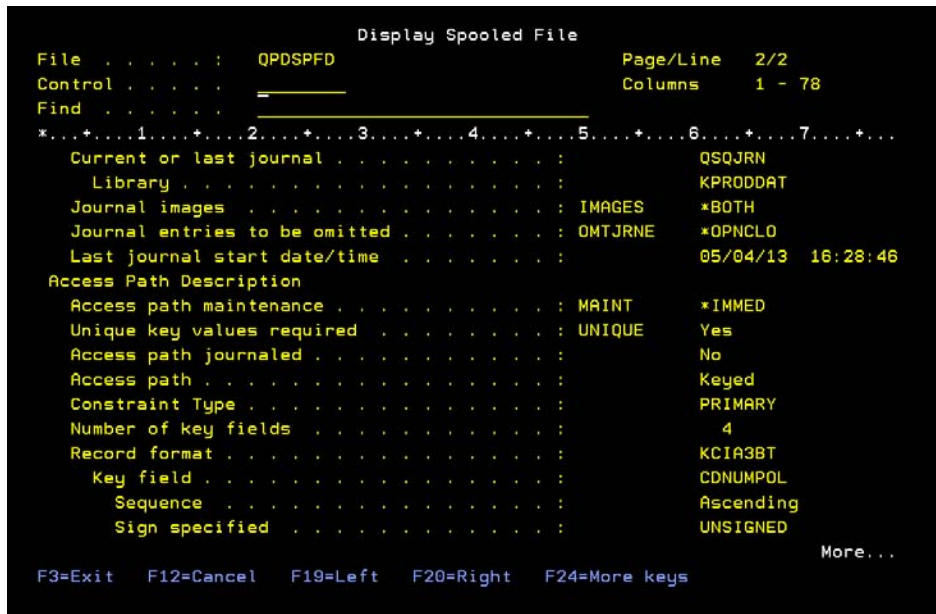 Display Spooled File
File . . . . . : QPDSPFD Page/Line 2/2
Control . . . . . Columns 1 - 78
Find . . . . . .
*...+....1....+....2....+....3....+....4....+....5....+....6....+....7....+...
Current or last journal . . . . . . . . . . . : QSQJRN
Library . . . . . . . . . . . . . . . . . . : KPRODDAT
Journal images . . . . . . . . . . . . . . . : IMAGES *BOTH
Journal entries to be omitted . . . . . . . : OMTJRNE *OPNCLO
Last journal start date/time . . . . . . . : 05/04/13 16:28:46
Access Path Description
Access path maintenance . . . . . . . . . . . : MAINT *IMMED
Unique key values required . . . . . . . . . : UNIQUE Yes
Access path journaled . . . . . . . . . . . . : No
Access path . . . . . . . . . . . . . . . . . : Keyed
Constraint Type . . . . . . . . . . . . . . . : PRIMARY
Number of key fields . . . . . . . . . . . . : 4
Record format . . . . . . . . . . . . . . . . : KCIA3BT
Key field . . . . . . . . . . . . . . . . . : CDNUMPOL
Sequence . . . . . . . . . . . . . . . . : Ascending
Sign specified . . . . . . . . . . . . . : UNSIGNED
More...
F3=Exit F12=Cancel F19=Left F20=Right F24=More keys